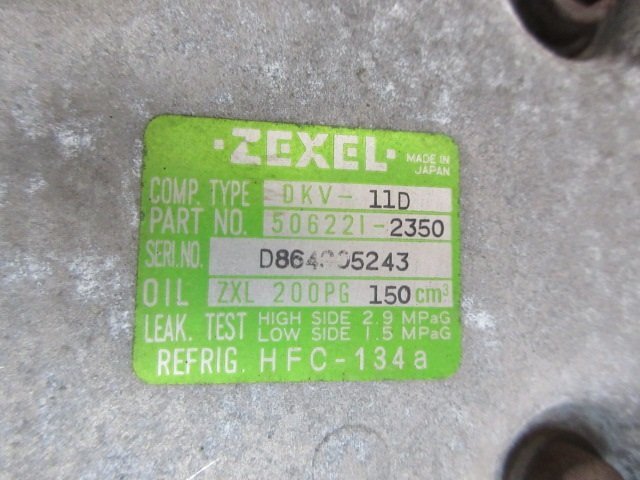 ·ZEXEL·
MADE IN
JAPAN
COMP. TYPE DKV-11D
PART NO. 506221-2350
SERI.NO.
OIL ZXL 200PG 150 cm³
LEAK. TEST HIGH SIDE 2.9 MPaG
LOW SIDE 1.5 MPaG
REFRIG. HFC-134a